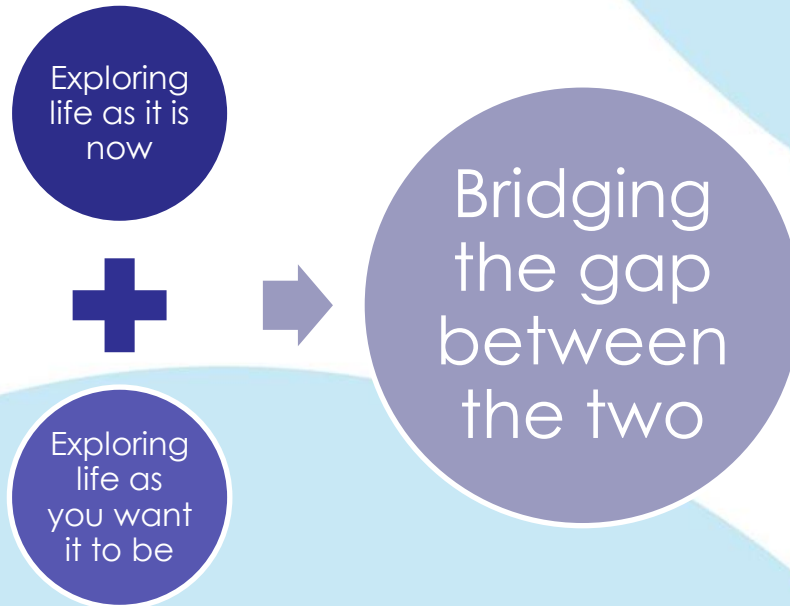 Exploring
life as it is
now
Exploring
life as
you want
it to be
Bridging
the gap
between
the two